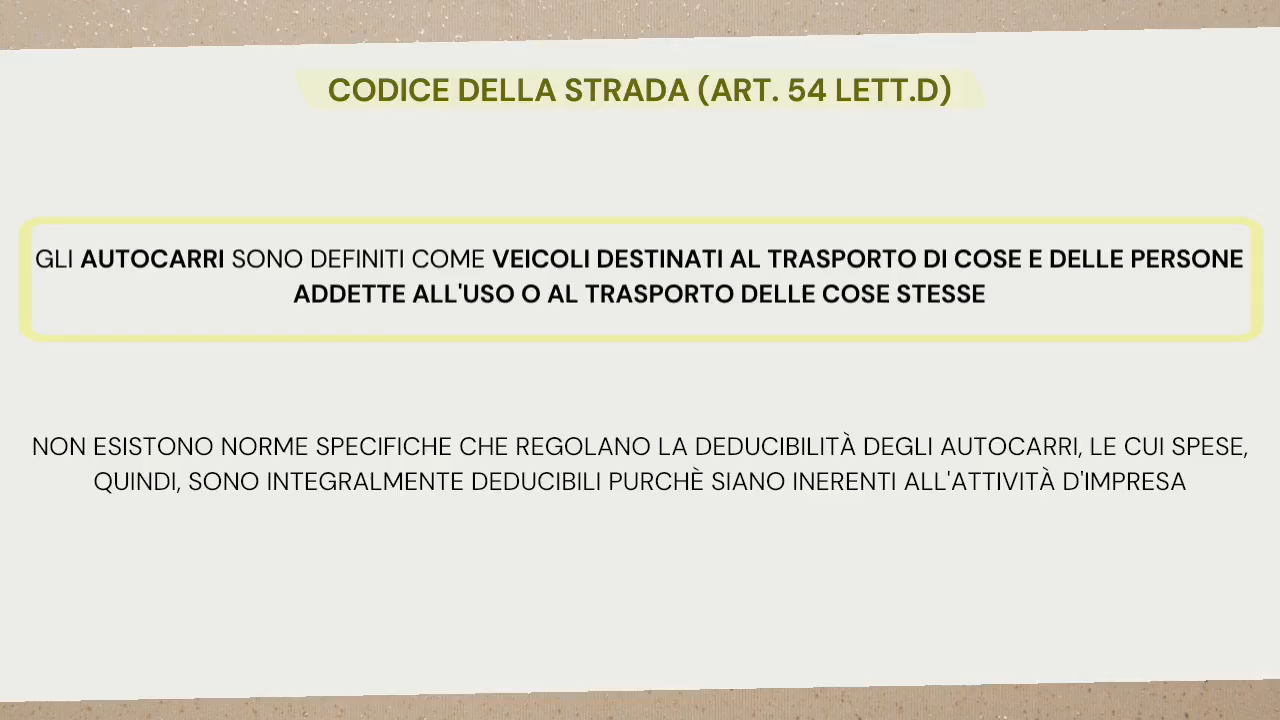 CODICE DELLA STRADA (ART. 54 LETT.D)
GLI AUTOCARRI SONO DEFINITI COME VEICOLI DESTINATI AL TRASPORTO DI COSE E DELLE PERSONE
ADDETTE ALL'USO O AL TRASPORTO DELLE COSE STESSE
NON ESISTONO NORME SPECIFICHE CHE REGOLANO LA DEDUCIBILITÀ DEGLI AUTOCARRI, LE CUI SPESE,
QUINDI, SONO INTEGRALMENTE DEDUCIBILI PURCHÈ SIANO INERENTI ALL'ATTIVITÀ D'IMPRESA